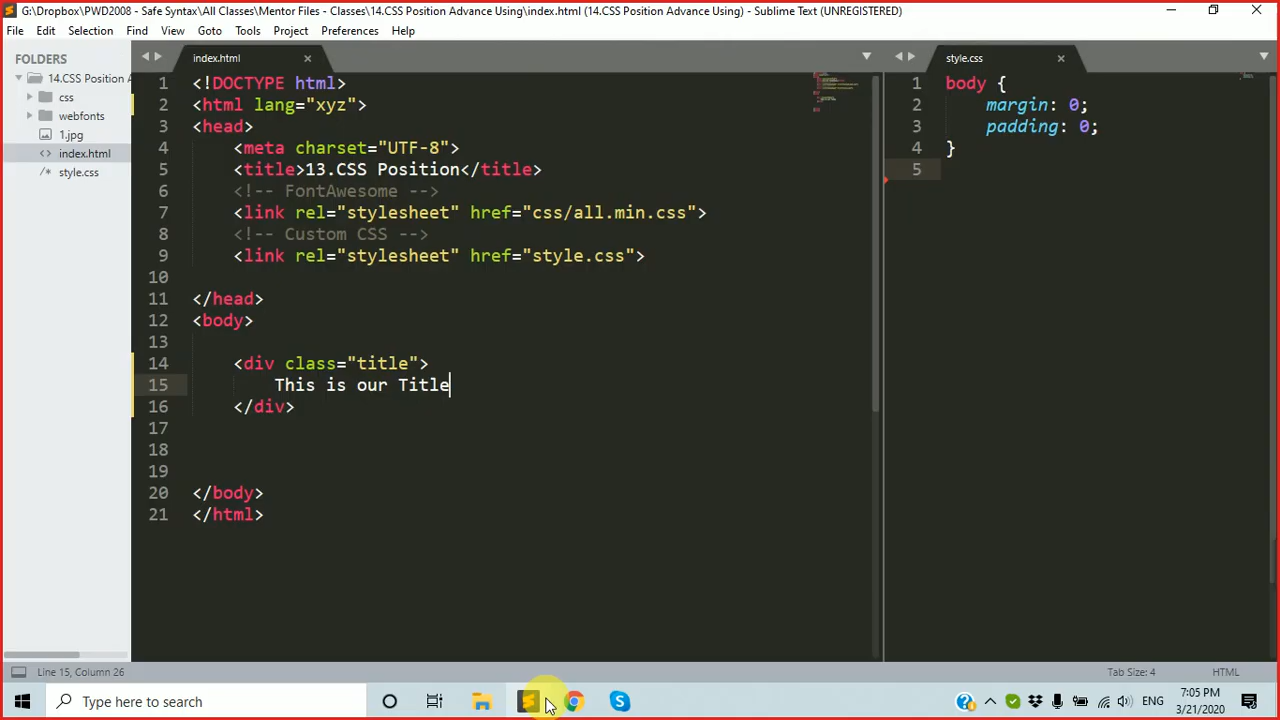 G:\Dropbox\PWD2008 - Safe Syntax\All Classes\Mentor Files - Classes\14.CSS Position Advance Using\index.html (14.CSS Position Advance Using) - Sublime Text (UNREGISTERED)
File Edit Selection Find View Goto Tools Project Preferences Help
FOLDERS
14.CSS Position A
css
webfonts
1.jpg
index.html
style.css
index.html
1 <!DOCTYPE html>
2 <html lang="xyz">
3 <head>
4 <meta charset="UTF-8">
5 <title>13.CSS Position</title>
6 <!-- FontAwesome -->
7 <link rel="stylesheet" href="css/all.min.css">
8 <!-- Custom CSS -->
9 <link rel="stylesheet" href="style.css">
10
11 </head>
12 <body>
13
14 <div class="title">
15 This is our Title
16 </div>
17
18
19
20 </body>
21 </html>
style.css
1 body {
2 margin: 0;
3 padding: 0;
4 }
5
Line 15, Column 26
Tab Size: 4
HTML
Type here to search
ENG
7:05 PM
3/21/2020